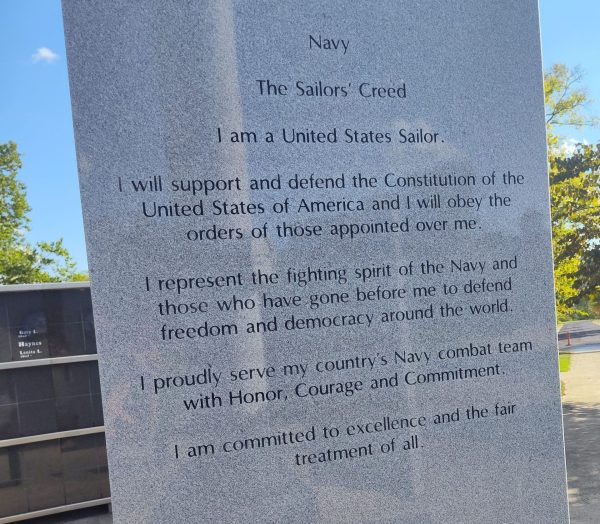 Navy
The Sailors' Creed
I am a United States Sailor.
I will support and defend the Constitution of the
United States of America and I will obey the
orders of those appointed over me.
I represent the fighting spirit of the Navy and
those who have gone before me to defend
freedom and democracy around the world.
I proudly serve my country's Navy combat team
with Honor, Courage and Commitment.
I am committed to excellence and the fair
treatment of all.
Haynes